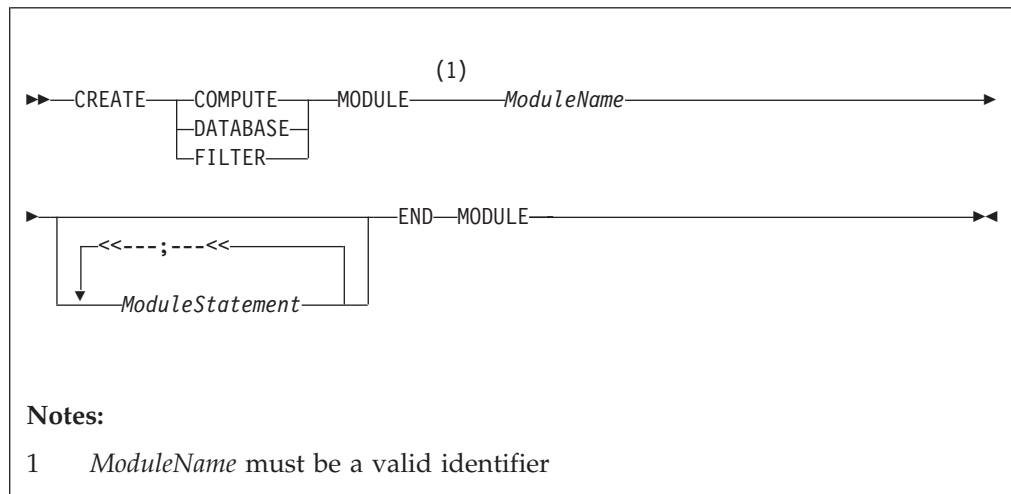 (1)
CREATE COMPUTE MODULE ModuleName
DATABASE
FILTER
END MODULE
<<---;---<<
ModuleStatement
Notes:
1 ModuleName must be a valid identifier